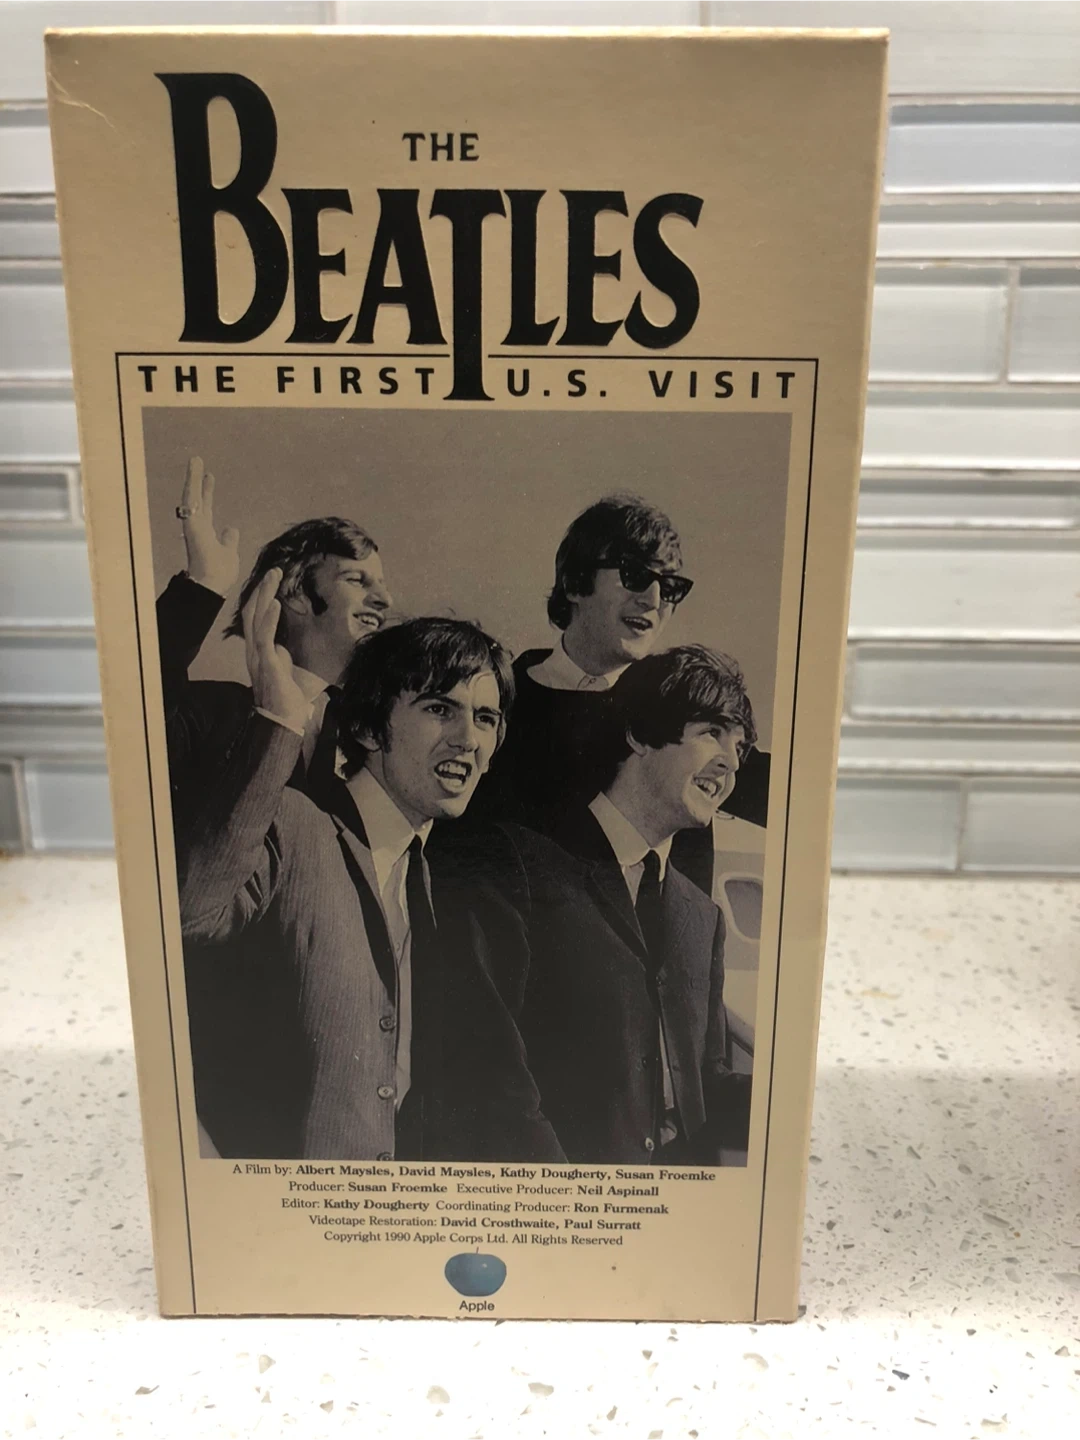 THE
BEATLES
THE FIRST U.S. VISIT
A Film by: Albert Maysles, David Maysles, Kathy Dougherty, Susan Froemke
Producer: Susan Froemke Executive Producer: Neil Aspinall
Editor: Kathy Dougherty Coordinating Producer: Ron Furmenak
Videotape Restoration: David Crosthwaite, Paul Surratt
Copyright 1990 Apple Corps Ltd. All Rights Reserved
Apple